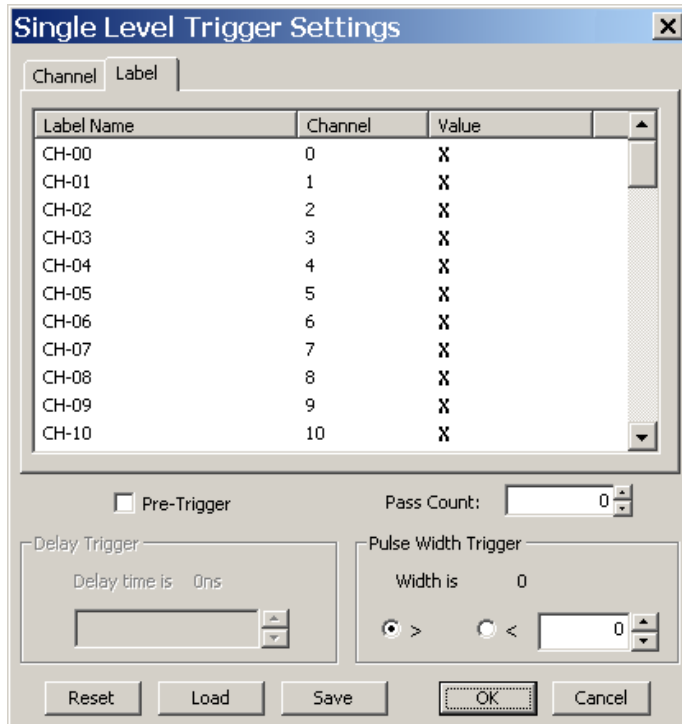 Single Level Trigger Settings
Channel Label
Label Name Channel Value
CH-00 0 X
CH-01 1 X
CH-02 2 X
CH-03 3 X
CH-04 4 X
CH-05 5 X
CH-06 6 X
CH-07 7 X
CH-08 8 X
CH-09 9 X
CH-10 10 X
Pre-Trigger Pass Count: 0
Delay Trigger Pulse Width Trigger
Delay time is 0ns Width is 0
> < 0
Reset Load Save OK Cancel